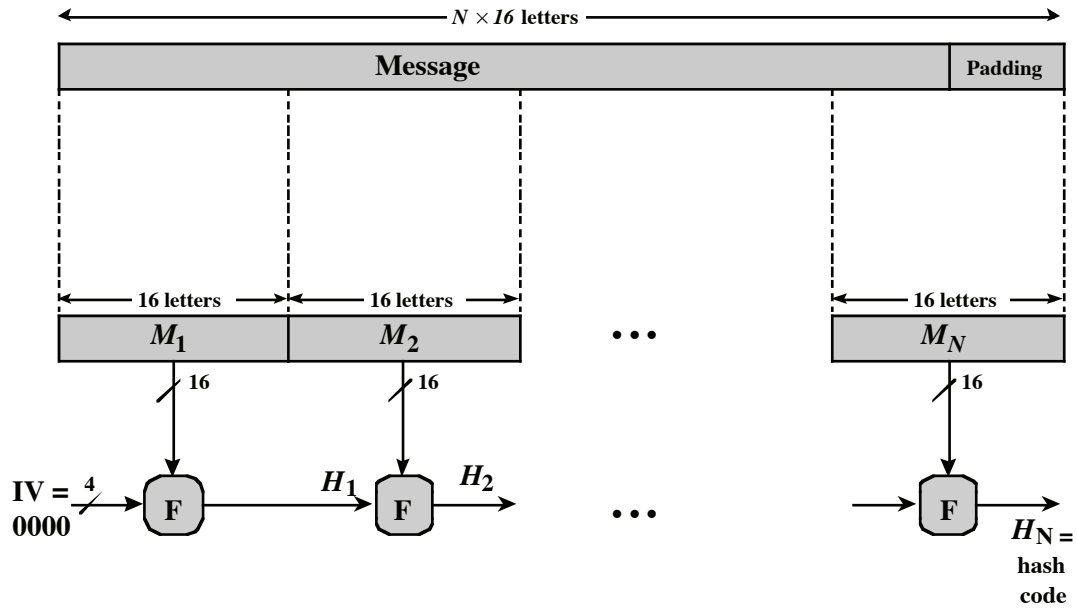 N × 16 letters
Message
Padding
16 letters
16 letters
16 letters
M1
M2
• • •
MN
16
16
16
IV =
0000
4
F
H1
F
H2
• • •
F
HN =
hash
code